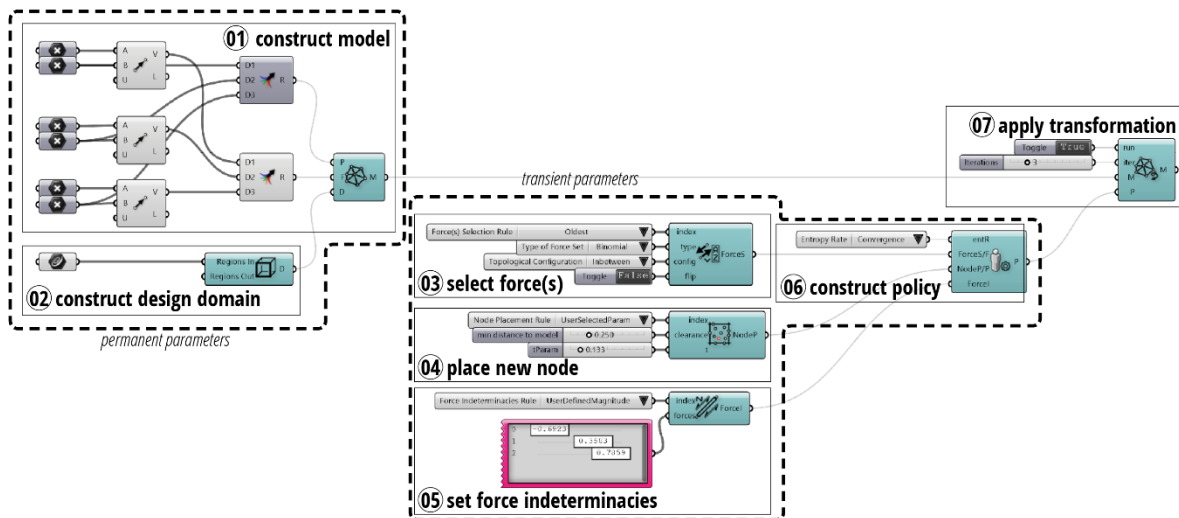 01 construct model
A
B
U
V
L
D1
D2
D3
R
A
B
U
V
L
D1
D2
D3
R
A
B
U
V
L
P
D
M
Regions In
Regions Out
D
02 construct design domain
permanent parameters
transient parameters
07 apply transformation
Toggle True
Iterations 3
run
M
P
M
Force(s) Selection Rule Oldest
Type of Force Set Binomial
Topological Configuration Inbetween
Toggle False
index
type
config
flip
ForceS
03 select force(s)
Node Placement Rule UserSelectedParam
min distance to model 0.250
tParam 0.133
index
clearance
t
NodeP
04 place new node
Force Indeterminacies Rule UserDefinedMagnitude
index
forces
ForceI
0 -0.6923
1 0.3503
2 0.7059
05 set force indeterminacies
Entropy Rate Convergence
entR
ForceS/F
NodeP/P
ForceI
P
06 construct policy